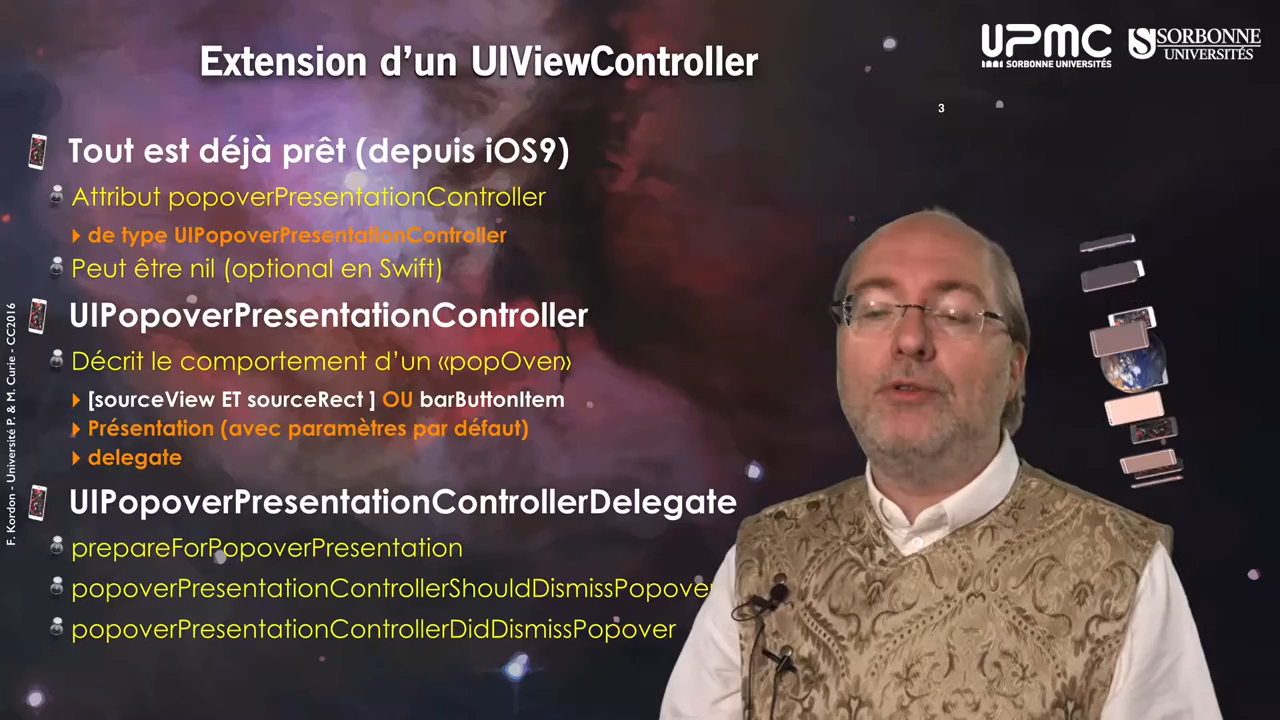 Extension d'un UIViewController
UPMC
SORBONNE UNIVERSITÉS
SORBONNE
UNIVERSITÉS
3
Tout est déjà prêt (depuis iOS9)
Attribut popoverPresentationController
de type UIPopoverPresentationController
Peut être nil (optional en Swift)
UIPopoverPresentationController
Décrit le comportement d'un «popOver»
[sourceView ET sourceRect ] OU barButtonItem
Présentation (avec paramètres par défaut)
delegate
UIPopoverPresentationControllerDelegate
prepareForPopoverPresentation
popoverPresentationControllerShouldDismissPopove
popoverPresentationControllerDidDismissPopover
F. Kordon - Université P. & M. Curie - CC2016